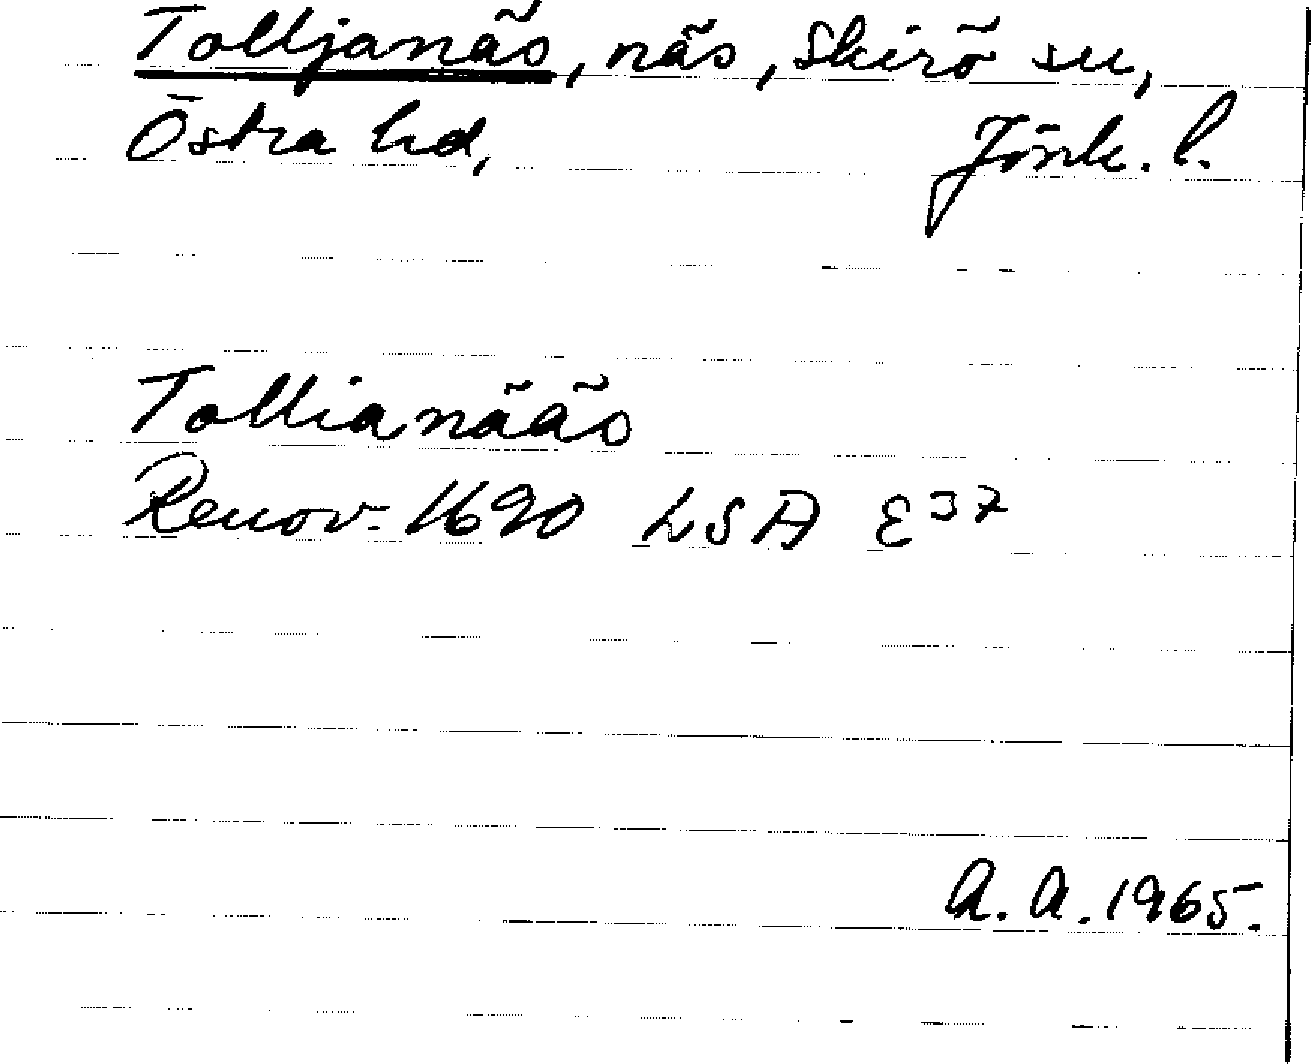 Tolljanäs, näs, Skirö sn,
Östra hd, Jönk. l.
Tollianääs
Renov. 1690 LSA E37
A. A. 1965.